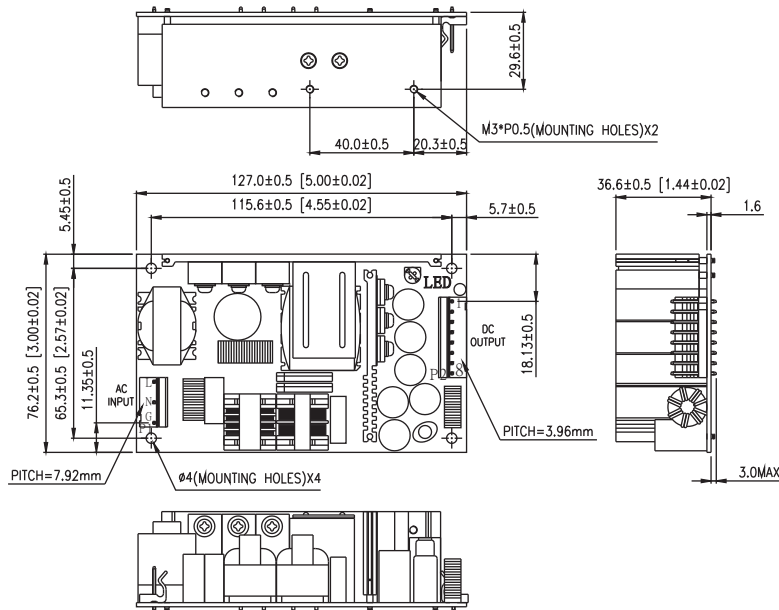 29.6±0.5
M3*P0.5(MOUNTING HOLES)X2
40.0±0.5
20.3±0.5
127.0±0.5 [5.00±0.02]
115.6±0.5 [4.55±0.02]
5.7±0.5
5.45±0.5
36.6±0.5 [1.44±0.02]
1.6
76.2±0.5 [3.00±0.02]
65.3±0.5 [2.57±0.02]
11.35±0.5
LED
1
DC
OUTPUT
18.13±0.5
AC
INPUT
L
N
G
P1
P2
8
PITCH=3.96mm
PITCH=7.92mm
ø4(MOUNTING HOLES)X4
3.0MAX